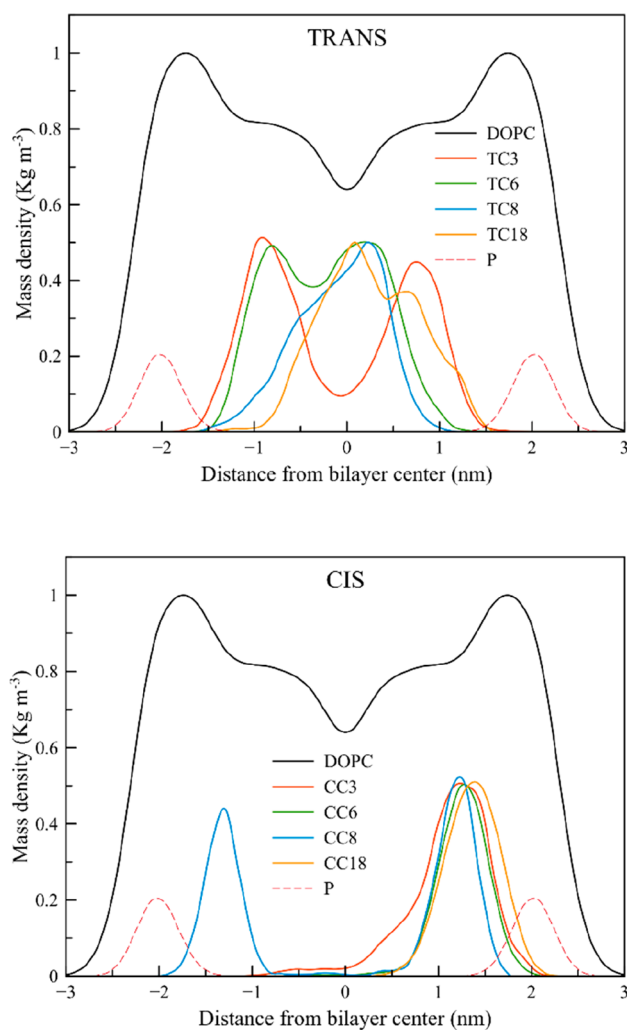 TRANS
Mass density (Kg m-3)
1
0.8
0.6
0.4
0.2
0
DOPC
TC3
TC6
TC8
TC18
P
−3 −2 −1 0 1 2 3
Distance from bilayer center (nm)
CIS
Mass density (Kg m-3)
1
0.8
0.6
0.4
0.2
0
DOPC
CC3
CC6
CC8
CC18
P
−3 −2 −1 0 1 2 3
Distance from bilayer center (nm)